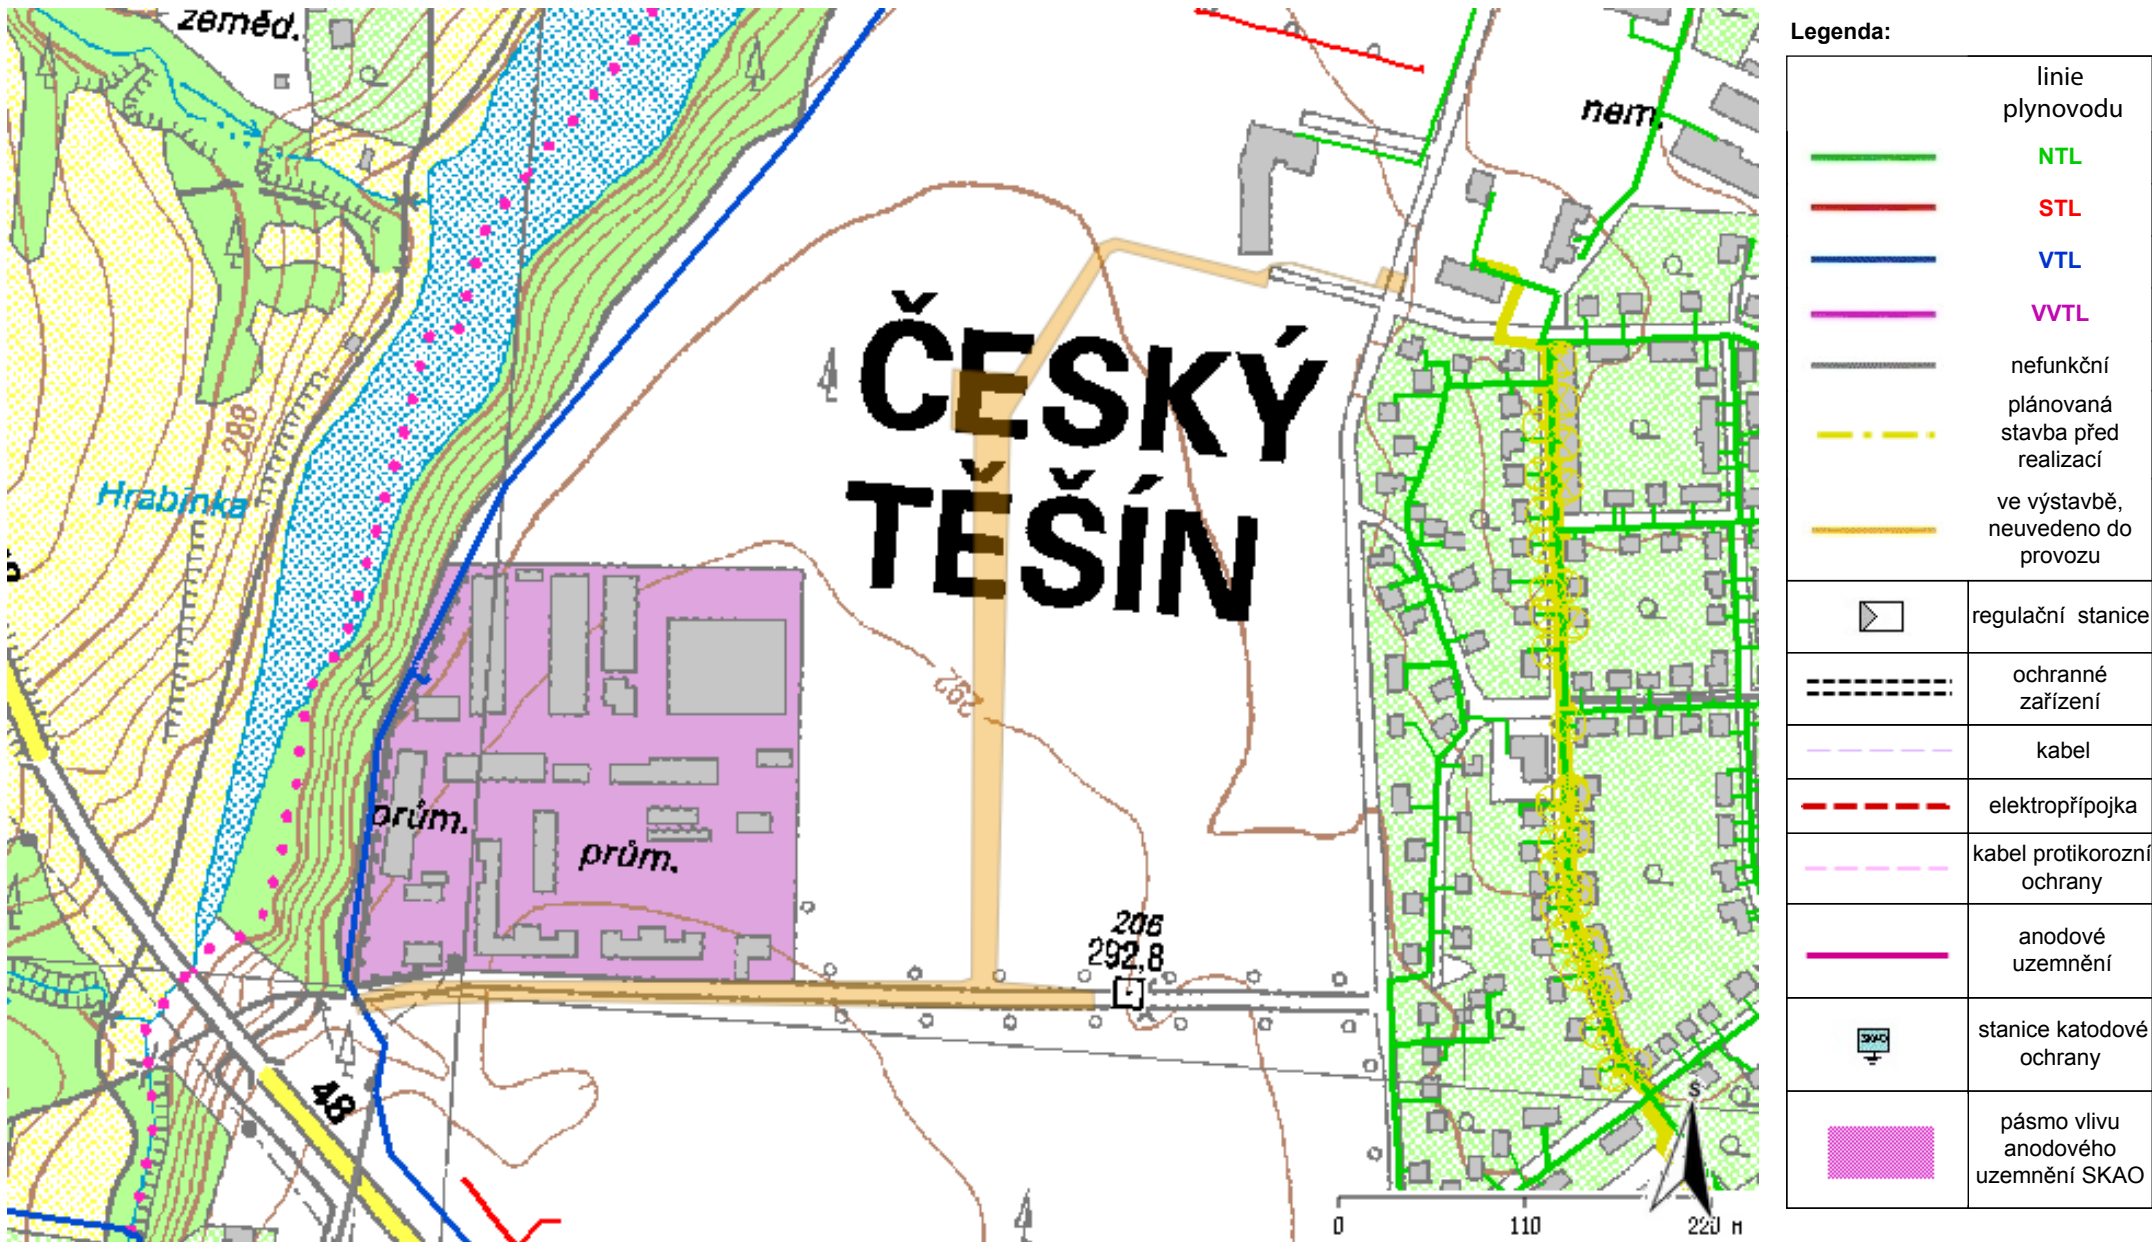 zeměd.
nem.
288
Hrabinka
ČESKÝ
TĚŠÍN
292
prům.
prům.
206
292,8
48
S
0 110 220 M
Legenda:
linie
plynovodu
NTL
STL
VTL
VVTL
nefunkční
plánovaná
stavba před
realizací
ve výstavbě,
neuvedeno do
provozu
regulační stanice
ochranné
zařízení
kabel
elektropřípojka
kabel protikorozní
ochrany
anodové
uzemnění
SKAO
stanice katodové
ochrany
pásmo vlivu
anodového
uzemnění SKAO